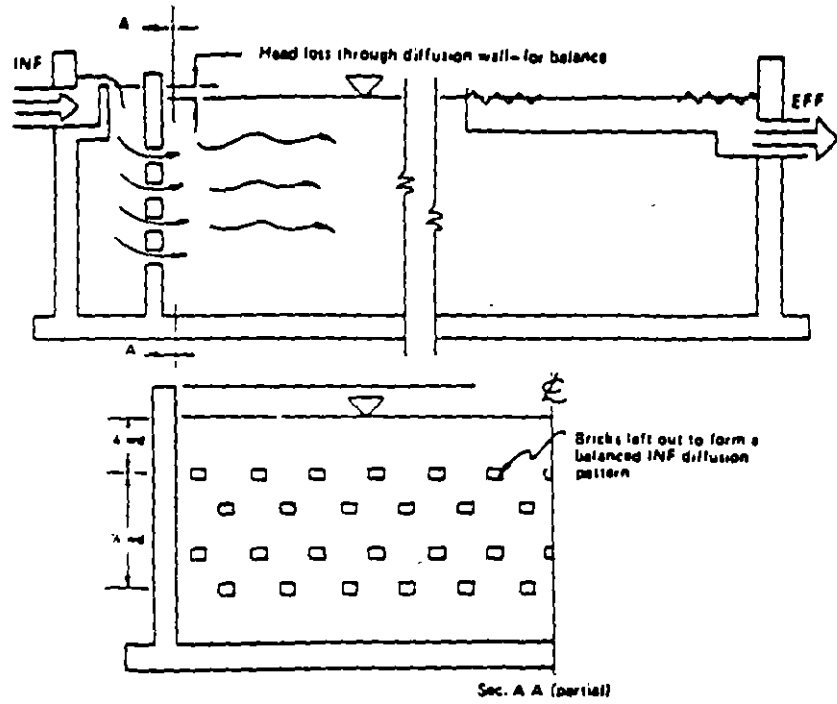 A
INF
Head loss through diffusion wall–for balance
EFF
A
℄
Bricks left out to form a
balanced INF diffusion
pattern
Sec. A A (partial)